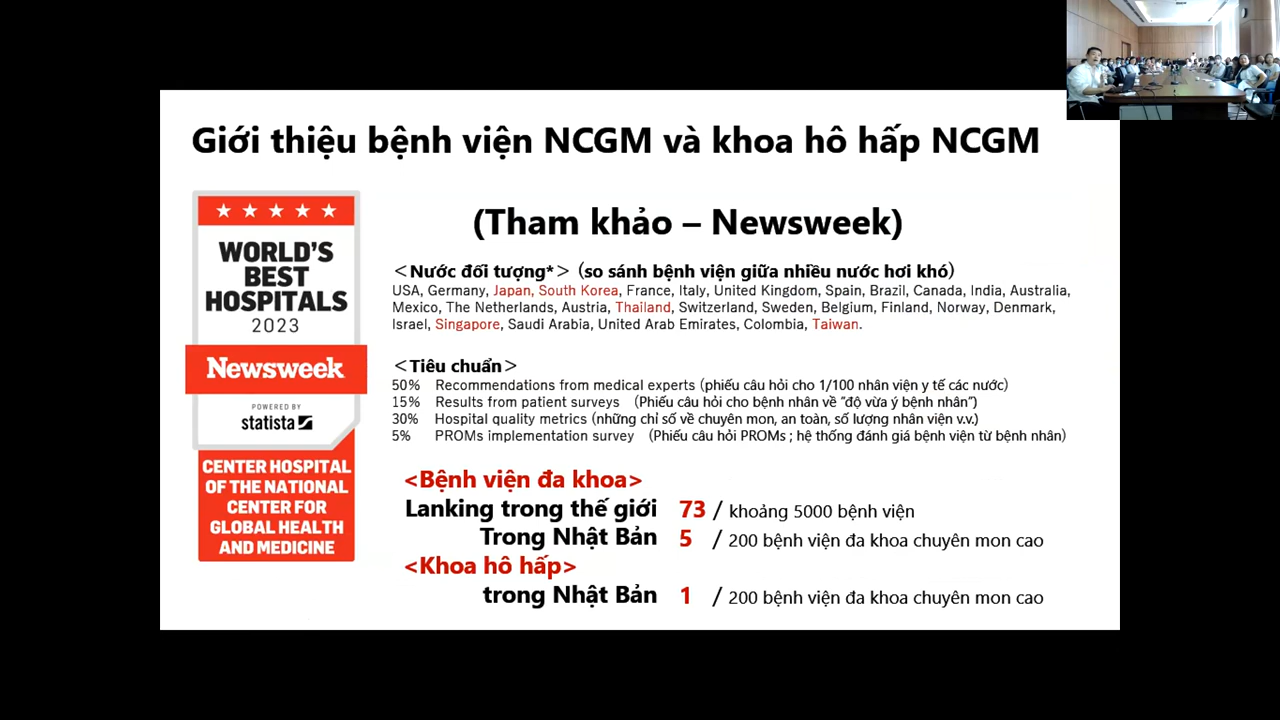 Giới thiệu bệnh viện NCGM và khoa hô hấp NCGM
★ ★ ★ ★ ★
WORLD'S
BEST
HOSPITALS
2023
Newsweek
POWERED BY
statista
CENTER HOSPITAL
OF THE NATIONAL
CENTER FOR
GLOBAL HEALTH
AND MEDICINE
(Tham khảo – Newsweek)
＜Nước đối tượng*＞ (so sánh bệnh viện giữa nhiều nước hơi khó)
USA, Germany, Japan, South Korea, France, Italy, United Kingdom, Spain, Brazil, Canada, India, Australia,
Mexico, The Netherlands, Austria, Thailand, Switzerland, Sweden, Belgium, Finland, Norway, Denmark,
Israel, Singapore, Saudi Arabia, United Arab Emirates, Colombia, Taiwan.
＜Tiêu chuẩn＞
50% Recommendations from medical experts (phiếu câu hỏi cho 1/100 nhân viện y tế các nước)
15% Results from patient surveys (Phiếu câu hỏi cho bệnh nhân về "độ vừa ý bệnh nhân")
30% Hospital quality metrics (những chỉ số về chuyên mon, an toàn, số lượng nhân viện v.v.)
5% PROMs implementation survey (Phiếu câu hỏi PROMs ; hệ thống đánh giá bệnh viện từ bệnh nhân)
<Bệnh viện đa khoa>
Lanking trong thế giới 73 / khoảng 5000 bệnh viện
Trong Nhật Bản 5 / 200 bệnh viện đa khoa chuyên mon cao
<Khoa hô hấp>
trong Nhật Bản 1 / 200 bệnh viện đa khoa chuyên mon cao